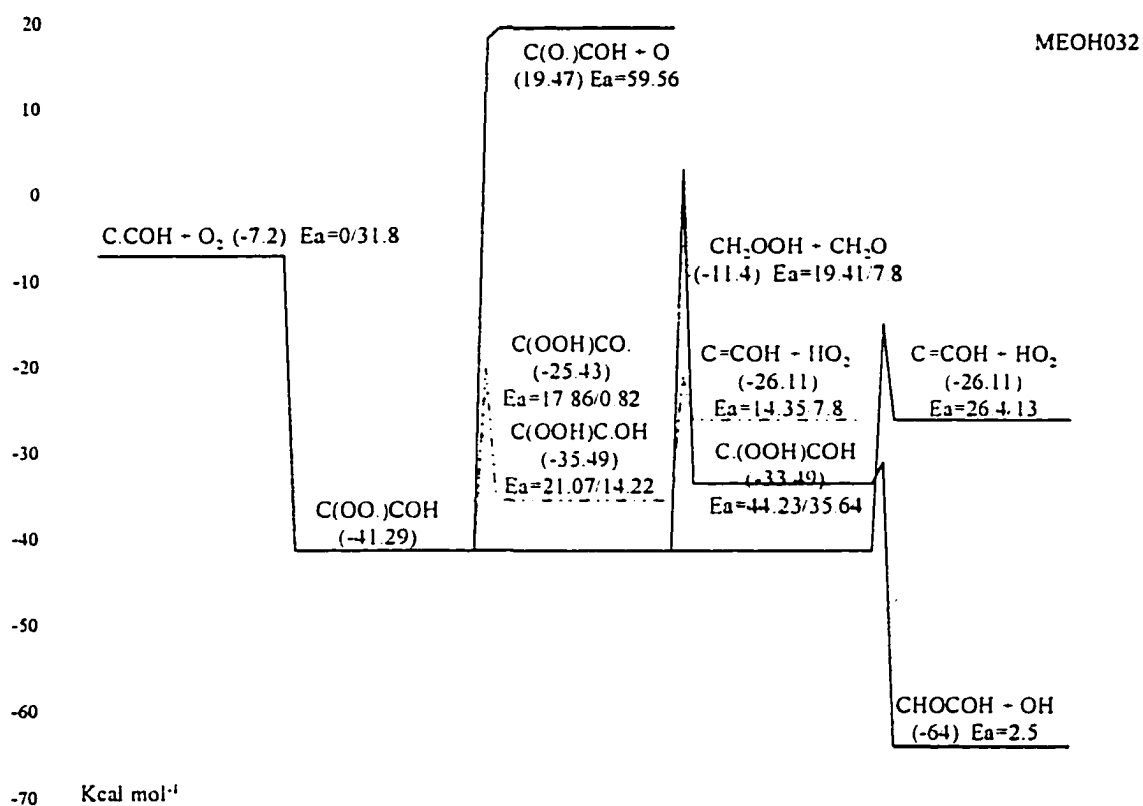 20
MEOH032
C(O.)COH + O
(19.47) Ea=59.56
10
0
C.COH + O₂ (-7.2) Ea=0/31.8
CH₂OOH + CH₂O
(-11.4) Ea=19.41/7.8
-10
-20
C(OOH)CO.
(-25.43)
Ea=17.86/0.82
C=COH + HO₂
(-26.11)
Ea=14.35/7.8
C=COH + HO₂
(-26.11)
Ea=26.4/13
-30
C(OOH)C.OH
(-35.49)
Ea=21.07/14.22
C.(OOH)COH
(-33.49)
Ea=44.23/35.64
C(OO.)COH
(-41.29)
-40
-50
-60
CHOCOH + OH
(-64) Ea=2.5
-70
Kcal mol⁻¹